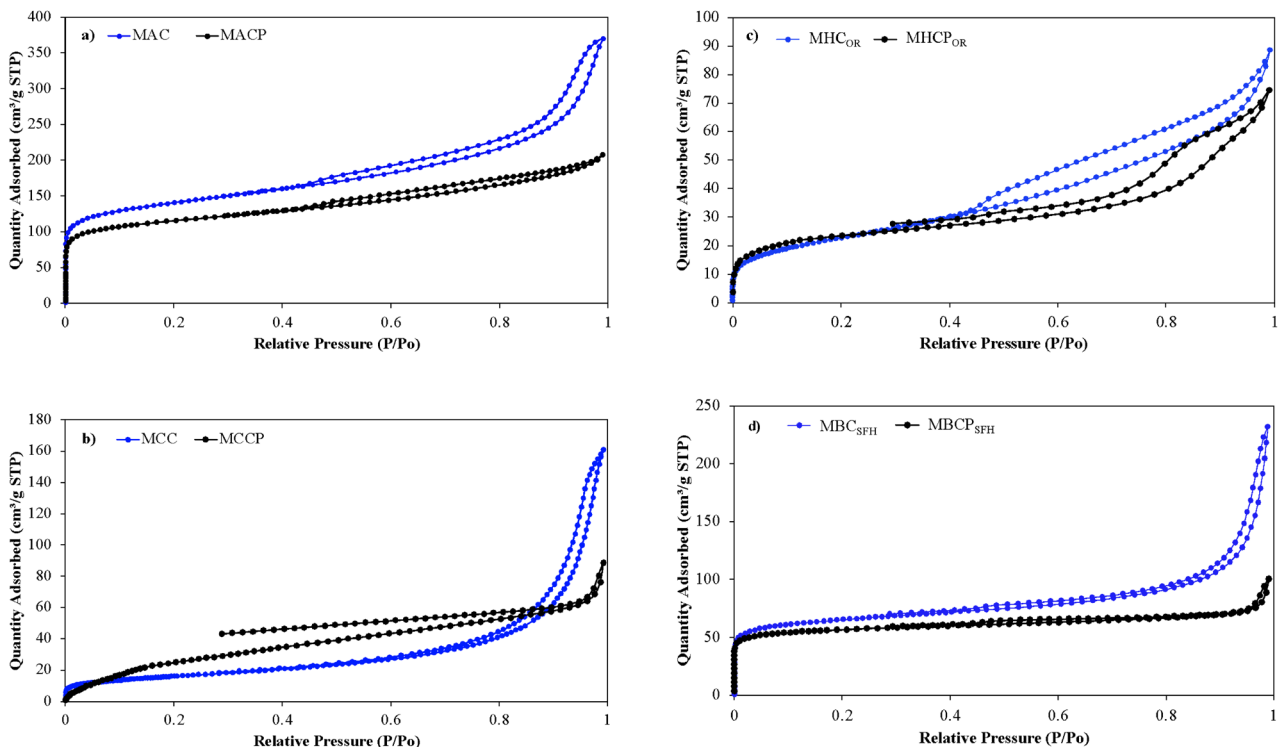 a) MAC MACP
Quantity Adsorbed (cm³/g STP)
400
350
300
250
200
150
100
50
0
0 0.2 0.4 0.6 0.8 1
Relative Pressure (P/Po)
c) MHC_OR MHCP_OR
Quantity Adsorbed (cm³/g STP)
100
90
80
70
60
50
40
30
20
10
0
0 0.2 0.4 0.6 0.8 1
Relative Pressure (P/Po)
b) MCC MCCP
Quantity Adsorbed (cm³/g STP)
180
160
140
120
100
80
60
40
20
0
0 0.2 0.4 0.6 0.8 1
Relative Pressure (P/Po)
d) MBC_SFH MBCP_SFH
Quantity Adsorbed (cm³/g STP)
250
200
150
100
50
0
0 0.2 0.4 0.6 0.8 1
Relative Pressure (P/Po)